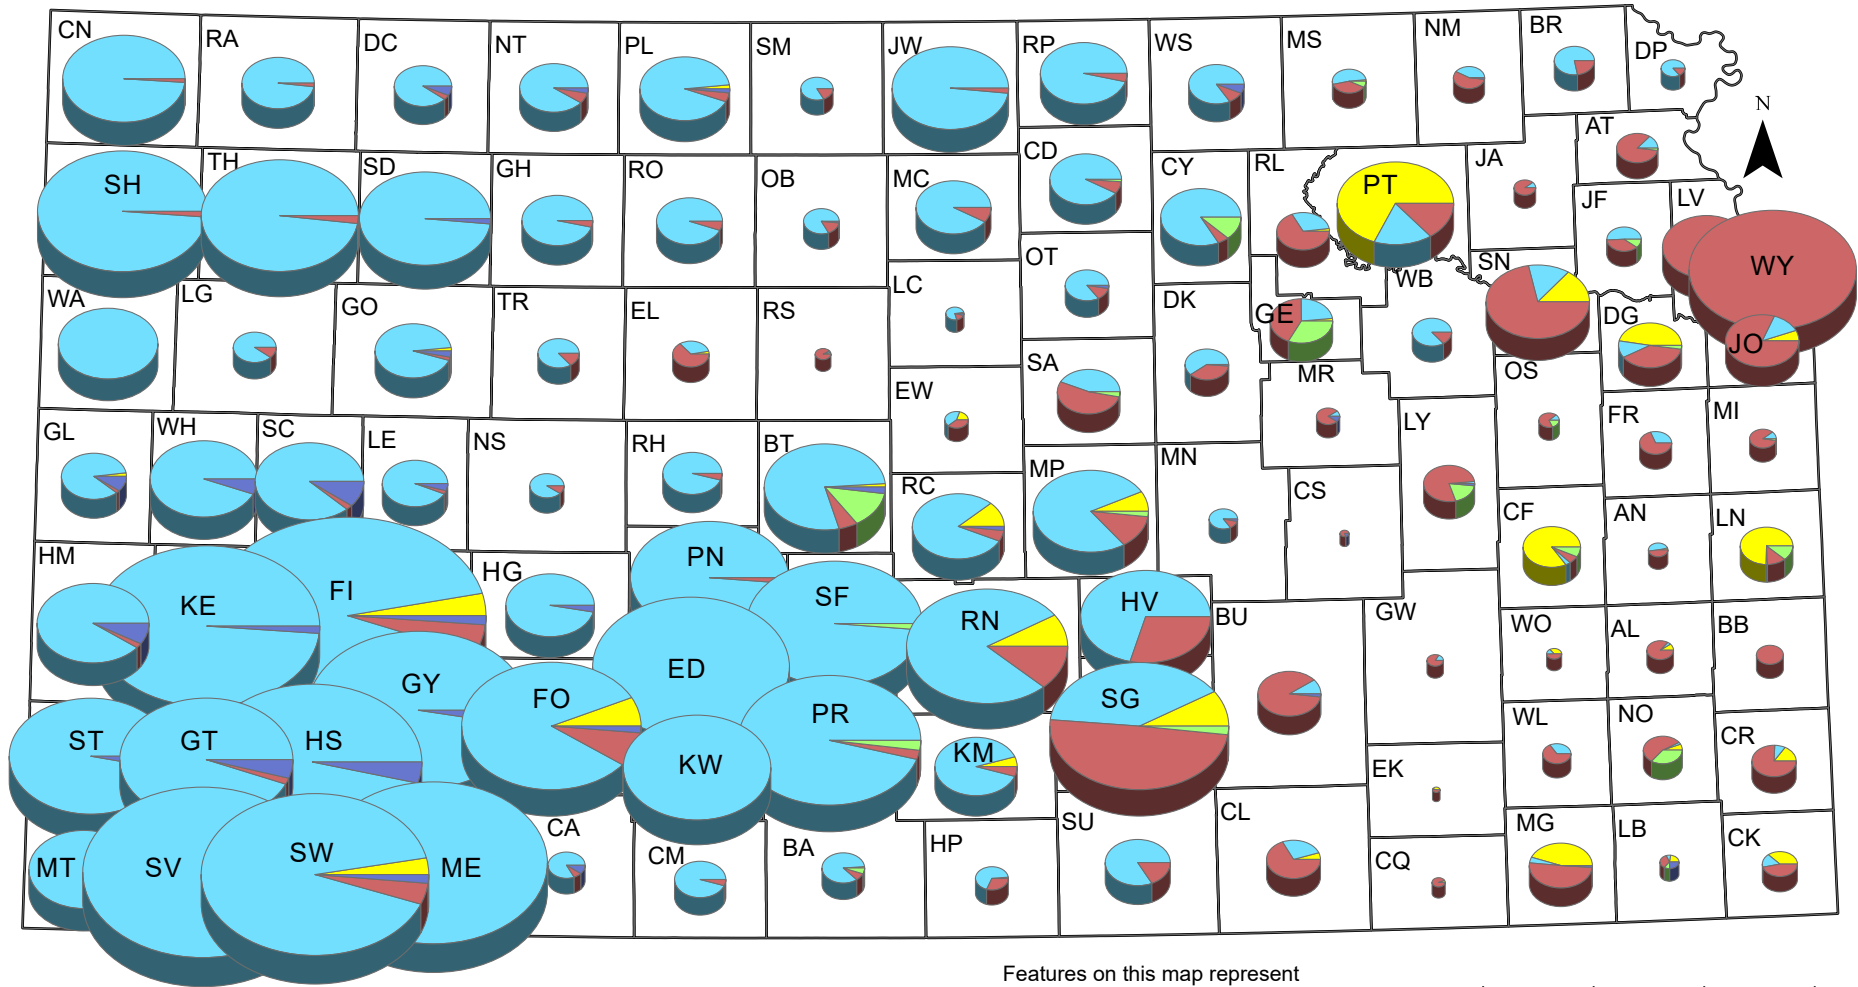 CN RA DC NT PL SM JW RP WS MS NM BR DP
N
SH TH SD GH RO OB MC CD CY RL PT JA AT JF LV
WA LG GO TR EL RS LC OT DK GE WB SN WY
SA MR DG JO
EW OS
GL WH SC LE NS RH BT RC MP MN CS LY FR MI
CF AN LN
HM KE FI HG PN SF RN HV BU GW WO AL BB
ST GT HS GY FO ED KW PR KM SG EK WL NO CR
MT SV SW ME CA CM BA HP SU CL CQ MG LB CK
Features on this map represent